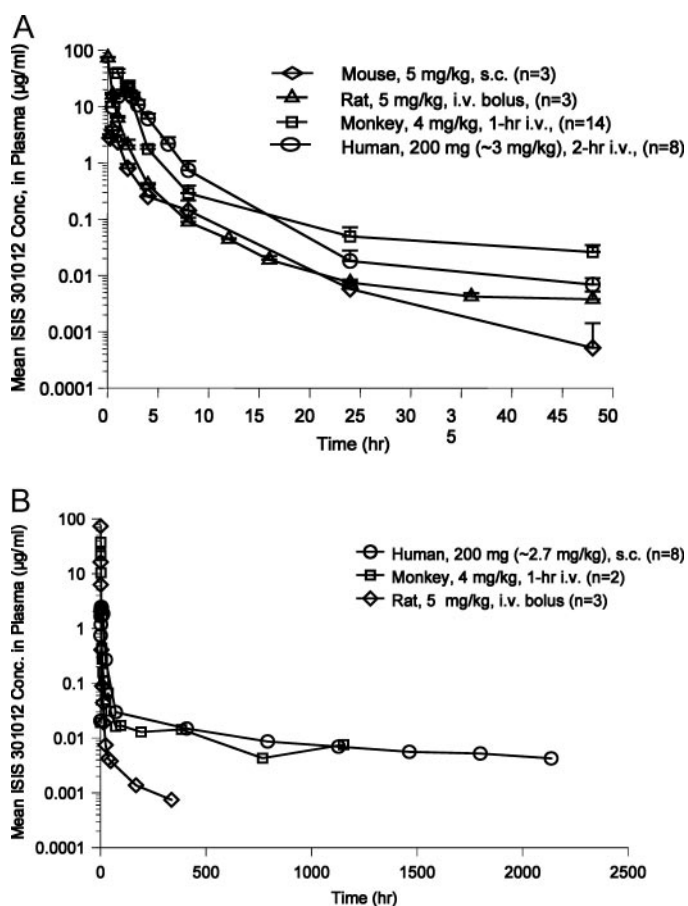 A
Mean ISIS 301012 Conc, in Plasma (µg/ml)
100
10
1
0.1
0.01
0.001
0.0001
Mouse, 5 mg/kg, s.c. (n=3)
Rat, 5 mg/kg, i.v. bolus, (n=3)
Monkey, 4 mg/kg, 1-hr i.v., (n=14)
Human, 200 mg (~3 mg/kg), 2-hr i.v., (n=8)
0 5 10 15 20 25 30 3 40 45 50
5
Time (hr)
B
Mean ISIS 301012 Conc. in Plasma (µg/ml)
100
10
1
0.1
0.01
0.001
0.0001
Human, 200 mg (~2.7 mg/kg), s.c. (n=8)
Monkey, 4 mg/kg, 1-hr i.v. (n=2)
Rat, 5 mg/kg, i.v. bolus (n=3)
0 500 1000 1500 2000 2500
Time (hr)